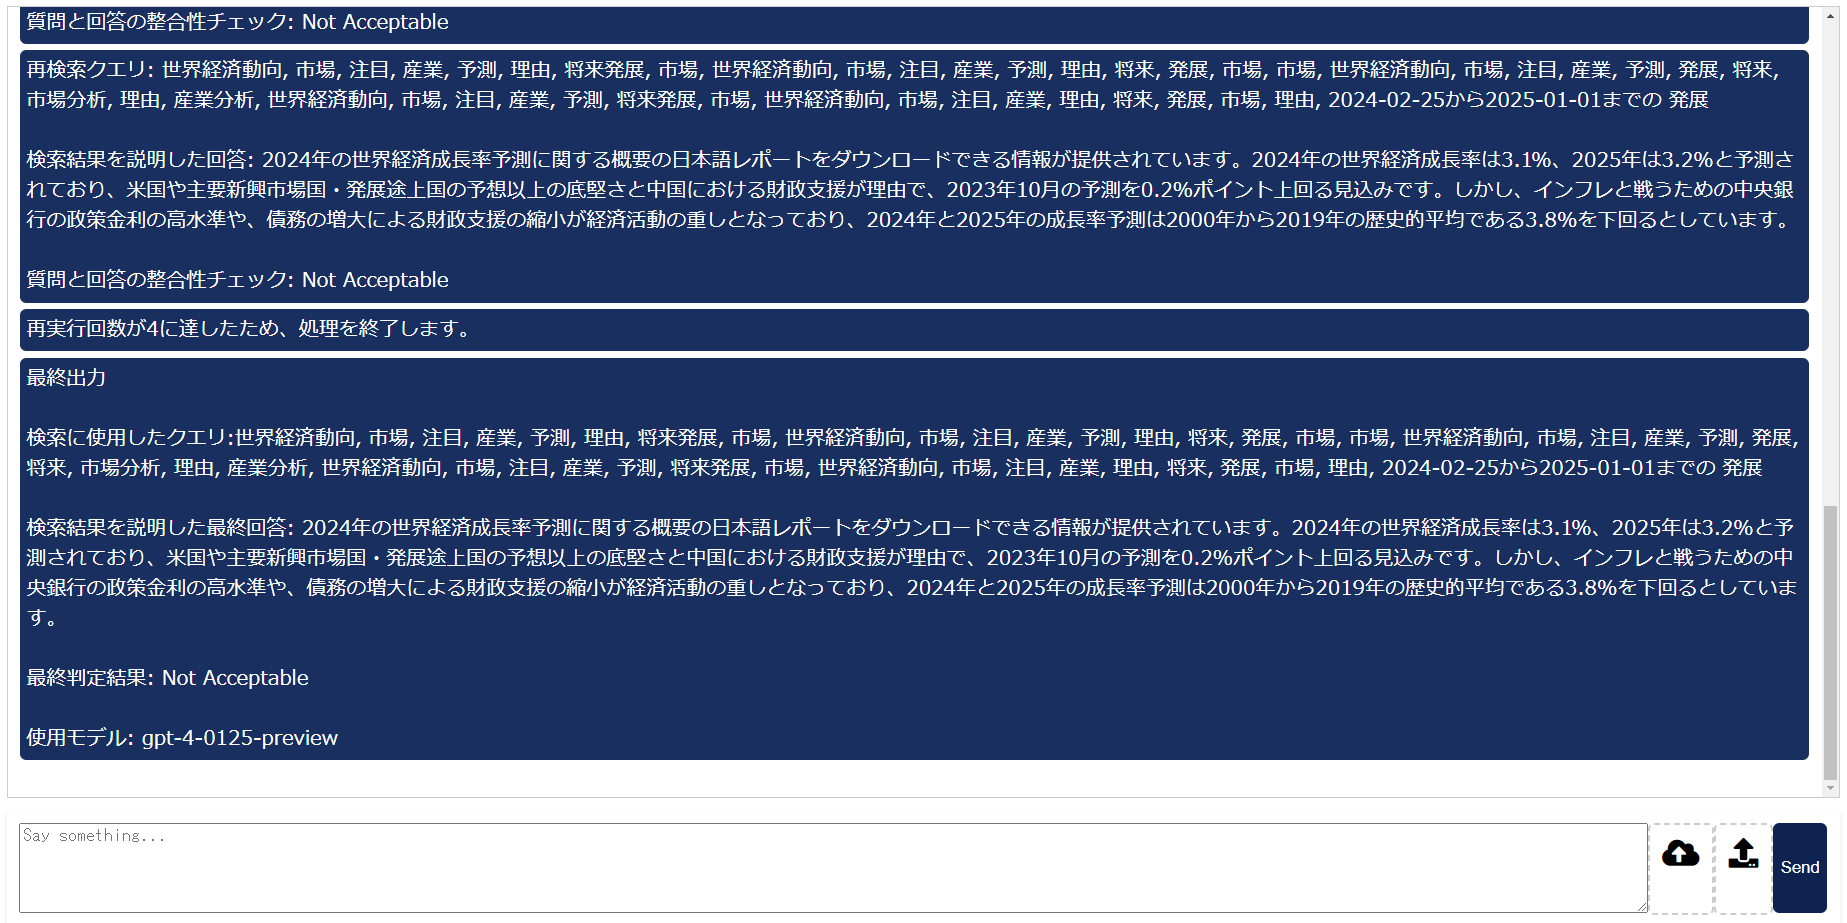 質問と回答の整合性チェック: Not Acceptable
再検索クエリ: 世界経済動向, 市場, 注目, 産業, 予測, 理由, 将来発展, 市場, 世界経済動向, 市場, 注目, 産業, 予測, 理由, 将来, 発展, 市場, 市場, 世界経済動向, 市場, 注目, 産業, 予測, 発展, 将来,
市場分析, 理由, 産業分析, 世界経済動向, 市場, 注目, 産業, 予測, 将来発展, 市場, 世界経済動向, 市場, 注目, 産業, 理由, 将来, 発展, 市場, 理由, 2024-02-25から2025-01-01までの 発展
検索結果を説明した回答: 2024年の世界経済成長率予測に関する概要の日本語レポートをダウンロードできる情報が提供されています。2024年の世界経済成長率は3.1%、2025年は3.2%と予測さ
れており、米国や主要新興市場国・発展途上国の予想以上の底堅さと中国における財政支援が理由で、2023年10月の予測を0.2%ポイント上回る見込みです。しかし、インフレと戦うための中央銀
行の政策金利の高水準や、債務の増大による財政支援の縮小が経済活動の重しとなっており、2024年と2025年の成長率予測は2000年から2019年の歴史的平均である3.8%を下回るとしています。
質問と回答の整合性チェック: Not Acceptable
再実行回数が4に達したため、処理を終了します。
最終出力
検索に使用したクエリ:世界経済動向, 市場, 注目, 産業, 予測, 理由, 将来発展, 市場, 世界経済動向, 市場, 注目, 産業, 予測, 理由, 将来, 発展, 市場, 市場, 世界経済動向, 市場, 注目, 産業, 予測, 発展,
将来, 市場分析, 理由, 産業分析, 世界経済動向, 市場, 注目, 産業, 予測, 将来発展, 市場, 世界経済動向, 市場, 注目, 産業, 理由, 将来, 発展, 市場, 理由, 2024-02-25から2025-01-01までの 発展
検索結果を説明した最終回答: 2024年の世界経済成長率予測に関する概要の日本語レポートをダウンロードできる情報が提供されています。2024年の世界経済成長率は3.1%、2025年は3.2%と予
測されており、米国や主要新興市場国・発展途上国の予想以上の底堅さと中国における財政支援が理由で、2023年10月の予測を0.2%ポイント上回る見込みです。しかし、インフレと戦うための中
央銀行の政策金利の高水準や、債務の増大による財政支援の縮小が経済活動の重しとなっており、2024年と2025年の成長率予測は2000年から2019年の歴史的平均である3.8%を下回るとしていま
す。
最終判定結果: Not Acceptable
使用モデル: gpt-4-0125-preview
Say something...
Send